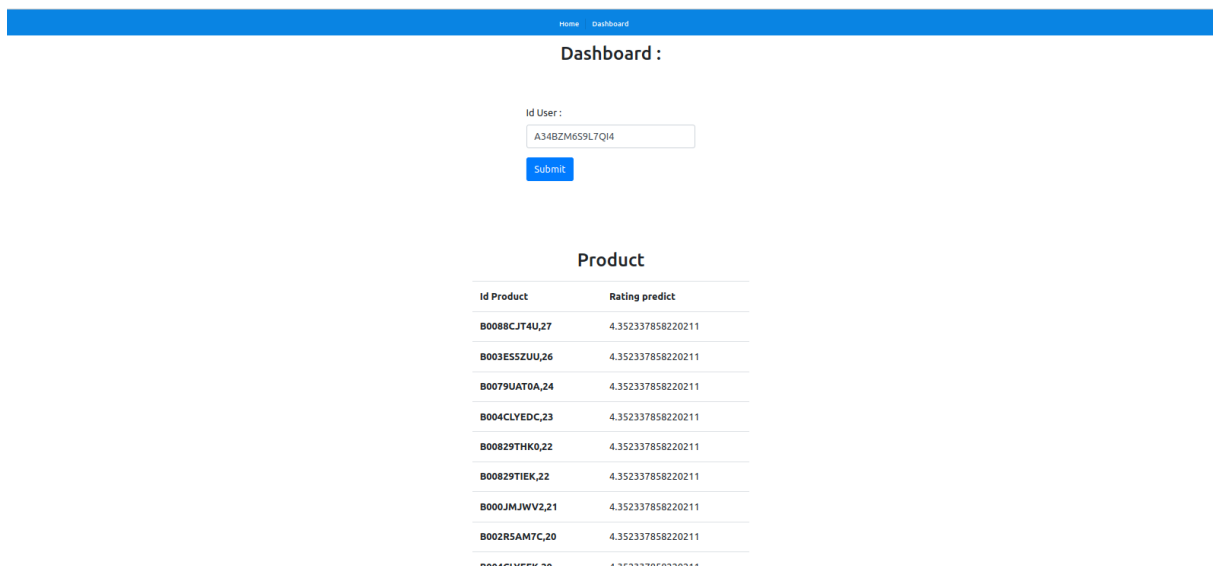 Home Dashboard
Dashboard :
Id User :
A34BZM6S9L7QI4
Submit
Product
Id Product Rating predict
B0088CJT4U,27 4.352337858220211
B003ES5ZUU,26 4.352337858220211
B0079UAT0A,24 4.352337858220211
B004CLYEDC,23 4.352337858220211
B00829THK0,22 4.352337858220211
B00829TIEK,22 4.352337858220211
B000JMJWV2,21 4.352337858220211
B002R5AM7C,20 4.352337858220211